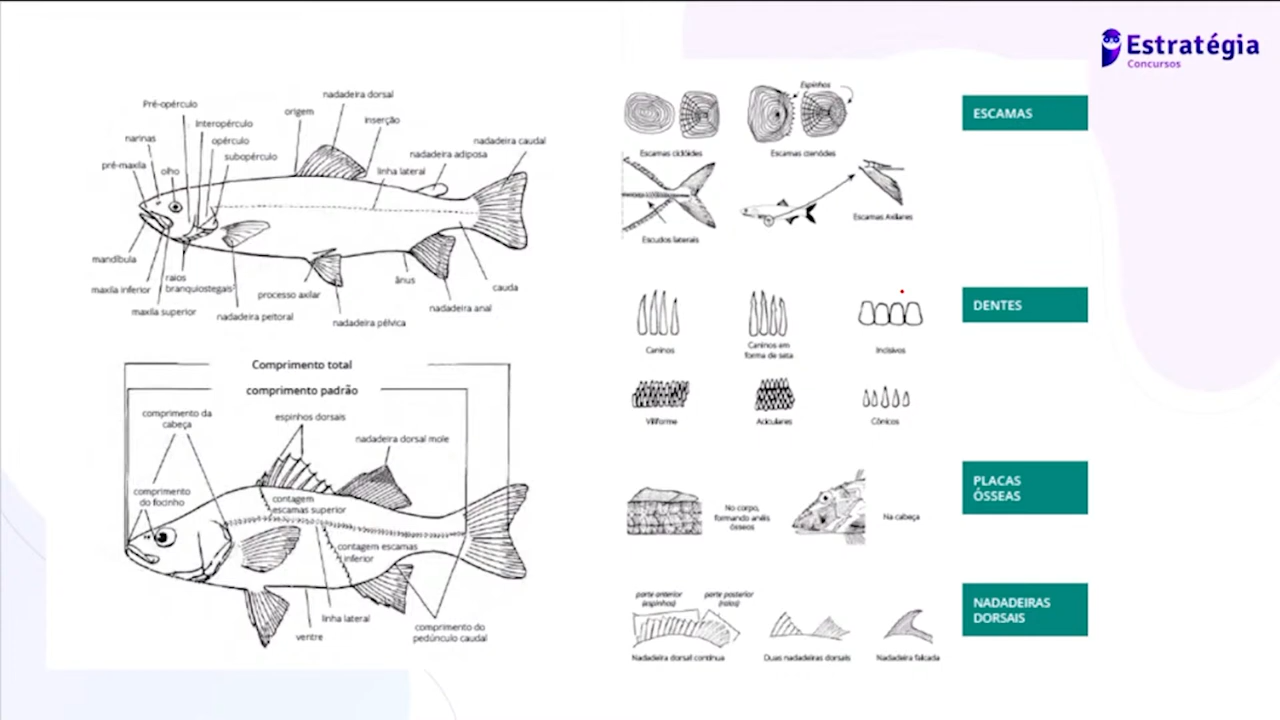 Estratégia
Concursos
nadadeira dorsal
Pré-opérculo
origem
Interopérculo
inserção
narinas
opérculo
nadadeira caudal
subopérculo
nadadeira adiposa
pré-maxila
olho
linha lateral
mandíbula
raios
branquiostegais
ânus
maxila inferior
processo axilar
cauda
maxila superior
nadadeira peitoral
nadadeira anal
nadadeira pélvica
Comprimento total
comprimento padrão
comprimento da
cabeça
espinhos dorsais
nadadeira dorsal mole
comprimento
do focinho
contagem
escamas superior
contagem escamas
inferior
linha lateral
ventre
comprimento do
pedúnculo caudal
Espinhos
Escamas ciclóides
Escamas ctenóides
Escudos laterais
Escamas Axilares
ESCAMAS
Caninos
Caninos em
forma de seta
Incisivos
Viliforme
Aciculares
Cônicos
DENTES
No corpo,
formando anéis
ósseos
Na cabeça
PLACAS
ÓSSEAS
parte anterior
(espinhos)
parte posterior
(raios)
Nadadeira dorsal contínua
Duas nadadeiras dorsais
Nadadeira falcada
NADADEIRAS
DORSAIS